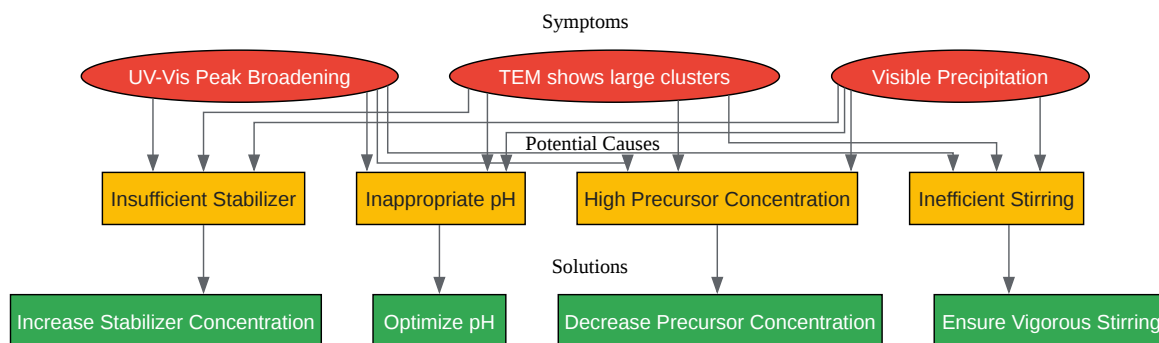 Symptoms
UV-Vis Peak Broadening
TEM shows large clusters
Visible Precipitation
Potential Causes
Insufficient Stabilizer
Inappropriate pH
High Precursor Concentration
Inefficient Stirring
Solutions
Increase Stabilizer Concentration
Optimize pH
Decrease Precursor Concentration
Ensure Vigorous Stirring